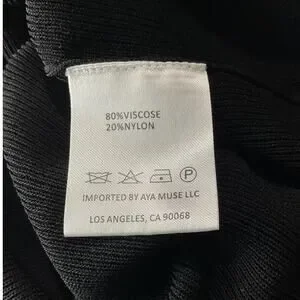 80%VISCOSE
20%NYLON
P
IMPORTED BY AYA MUSE LLC
LOS ANGELES, CA 90068